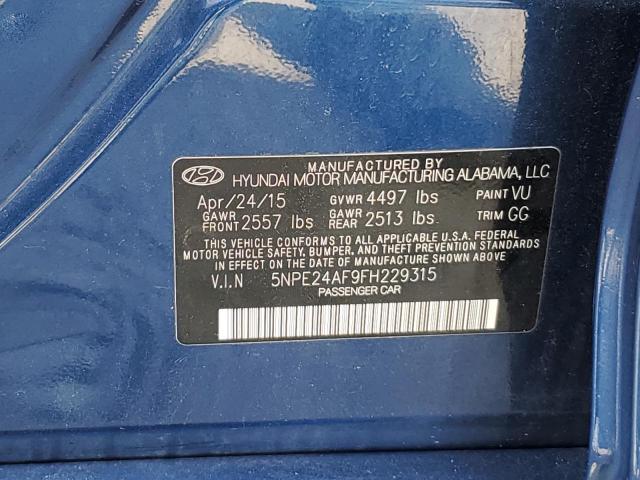 MANUFACTURED BY
HYUNDAI MOTOR MANUFACTURING ALABAMA, LLC
Apr/24/15 GVWR 4497 lbs PAINT VU
GAWR FRONT 2557 lbs GAWR REAR 2513 lbs. TRIM GG
THIS VEHICLE CONFORMS TO ALL APPLICABLE U.S.A. FEDERAL
MOTOR VEHICLE SAFETY, BUMPER, AND THEFT PREVENTION STANDARDS
IN EFFECT ON THE DATE OF MANUFACTURE SHOWN ABOVE.
V.I.N 5NPE24AF9FH229315
PASSENGER CAR